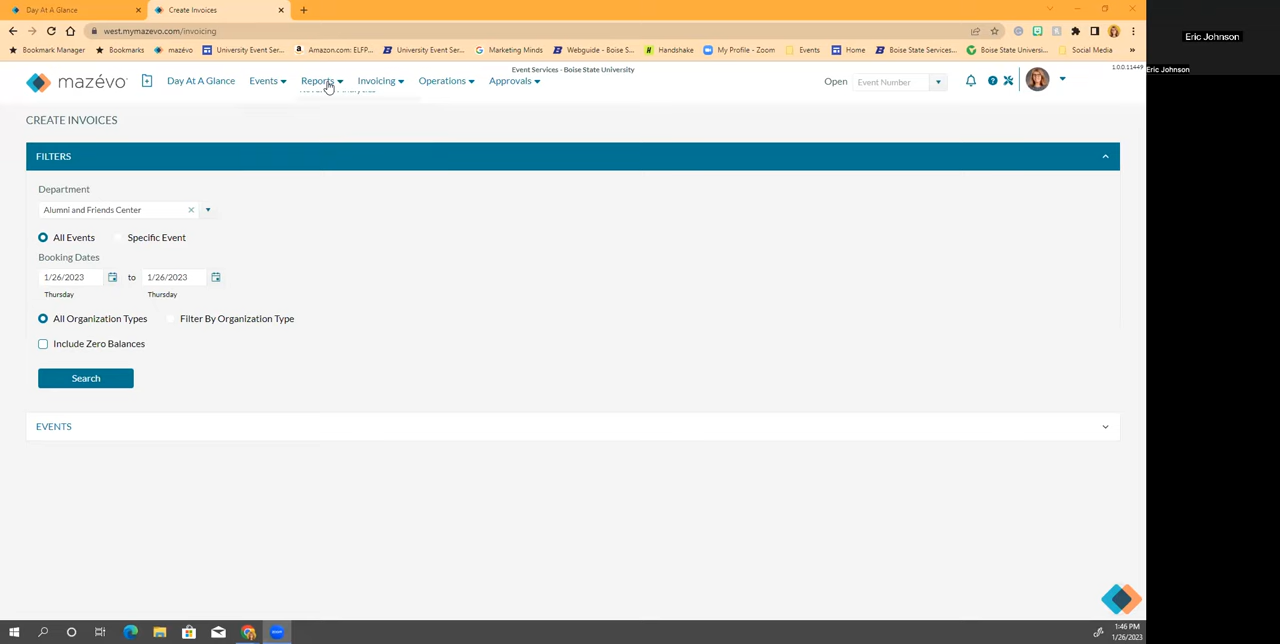 Day At A Glance
Create Invoices
west.mymazevo.com/invoicing
Bookmark Manager
Bookmarks
mazévo
University Event Ser...
Amazon.com: ELFP...
University Event Ser...
Marketing Minds
Webguide - Boise S...
Handshake
My Profile - Zoom
Events
Home
Boise State Services...
Boise State Universi...
Social Media
»
Eric Johnson
Eric Johnson
Event Services - Boise State University
1.0.0.11449
mazévo
Day At A Glance
Events
Reports
Invoicing
Operations
Approvals
Open
Event Number
CREATE INVOICES
FILTERS
Department
Alumni and Friends Center
All Events
Specific Event
Booking Dates
1/26/2023
to
1/26/2023
Thursday
Thursday
All Organization Types
Filter By Organization Type
Include Zero Balances
Search
EVENTS
1:46 PM
1/26/2023